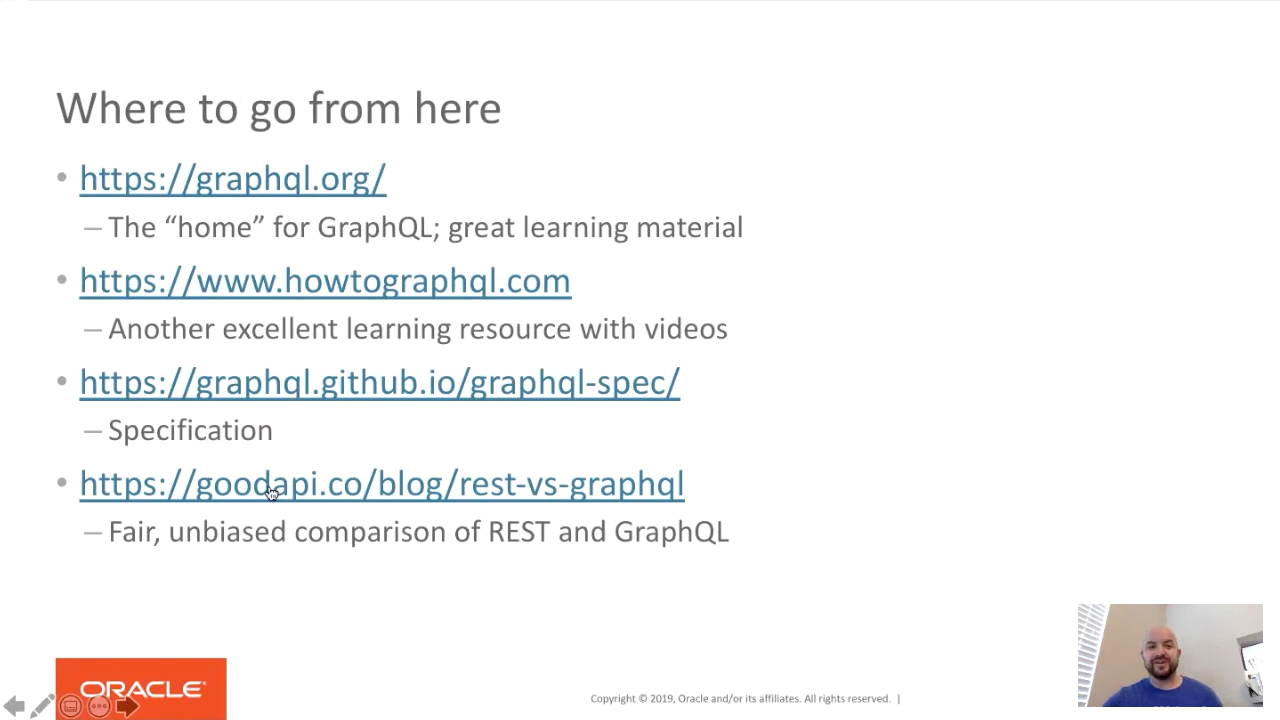 Where to go from here
• https://graphql.org/
– The “home” for GraphQL; great learning material
• https://www.howtographql.com
– Another excellent learning resource with videos
• https://graphql.github.io/graphql-spec/
– Specification
• https://goodapi.co/blog/rest-vs-graphql
– Fair, unbiased comparison of REST and GraphQL
ORACLE®
Copyright © 2019, Oracle and/or its affiliates. All rights reserved. |